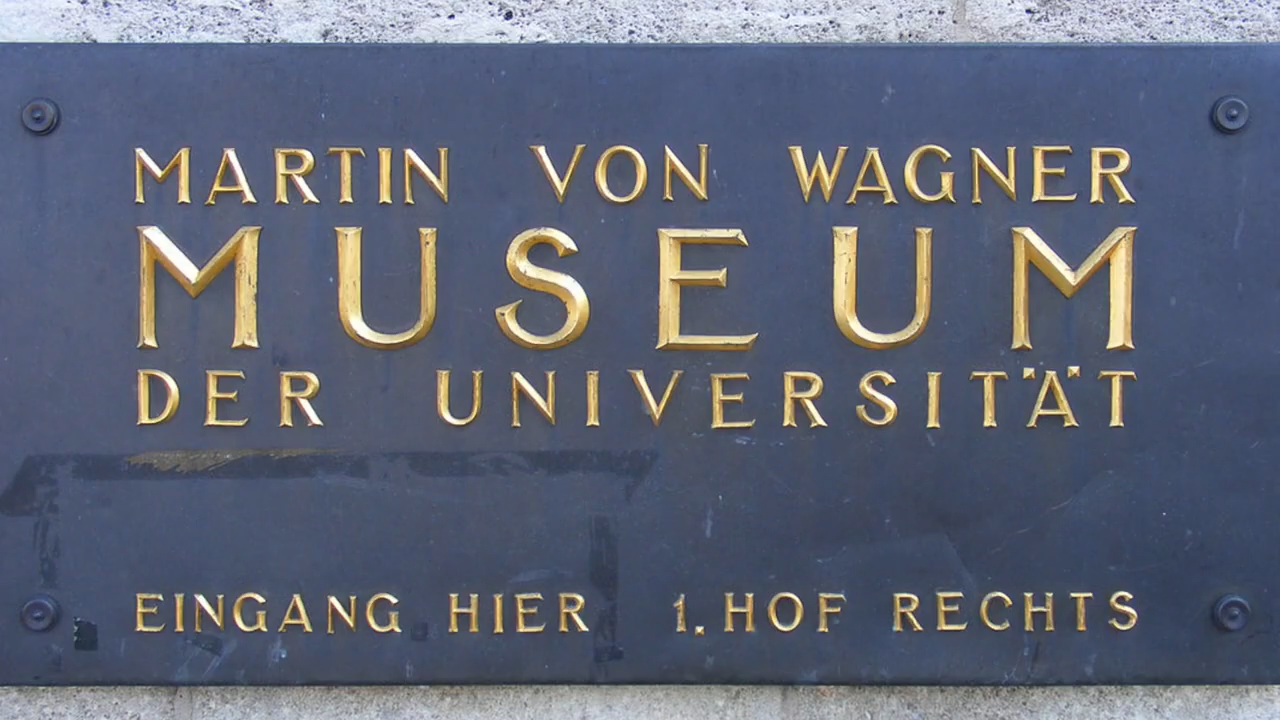 MARTIN VON WAGNER
MUSEUM
DER UNIVERSITÄT
EINGANG HIER 1. HOF RECHTS